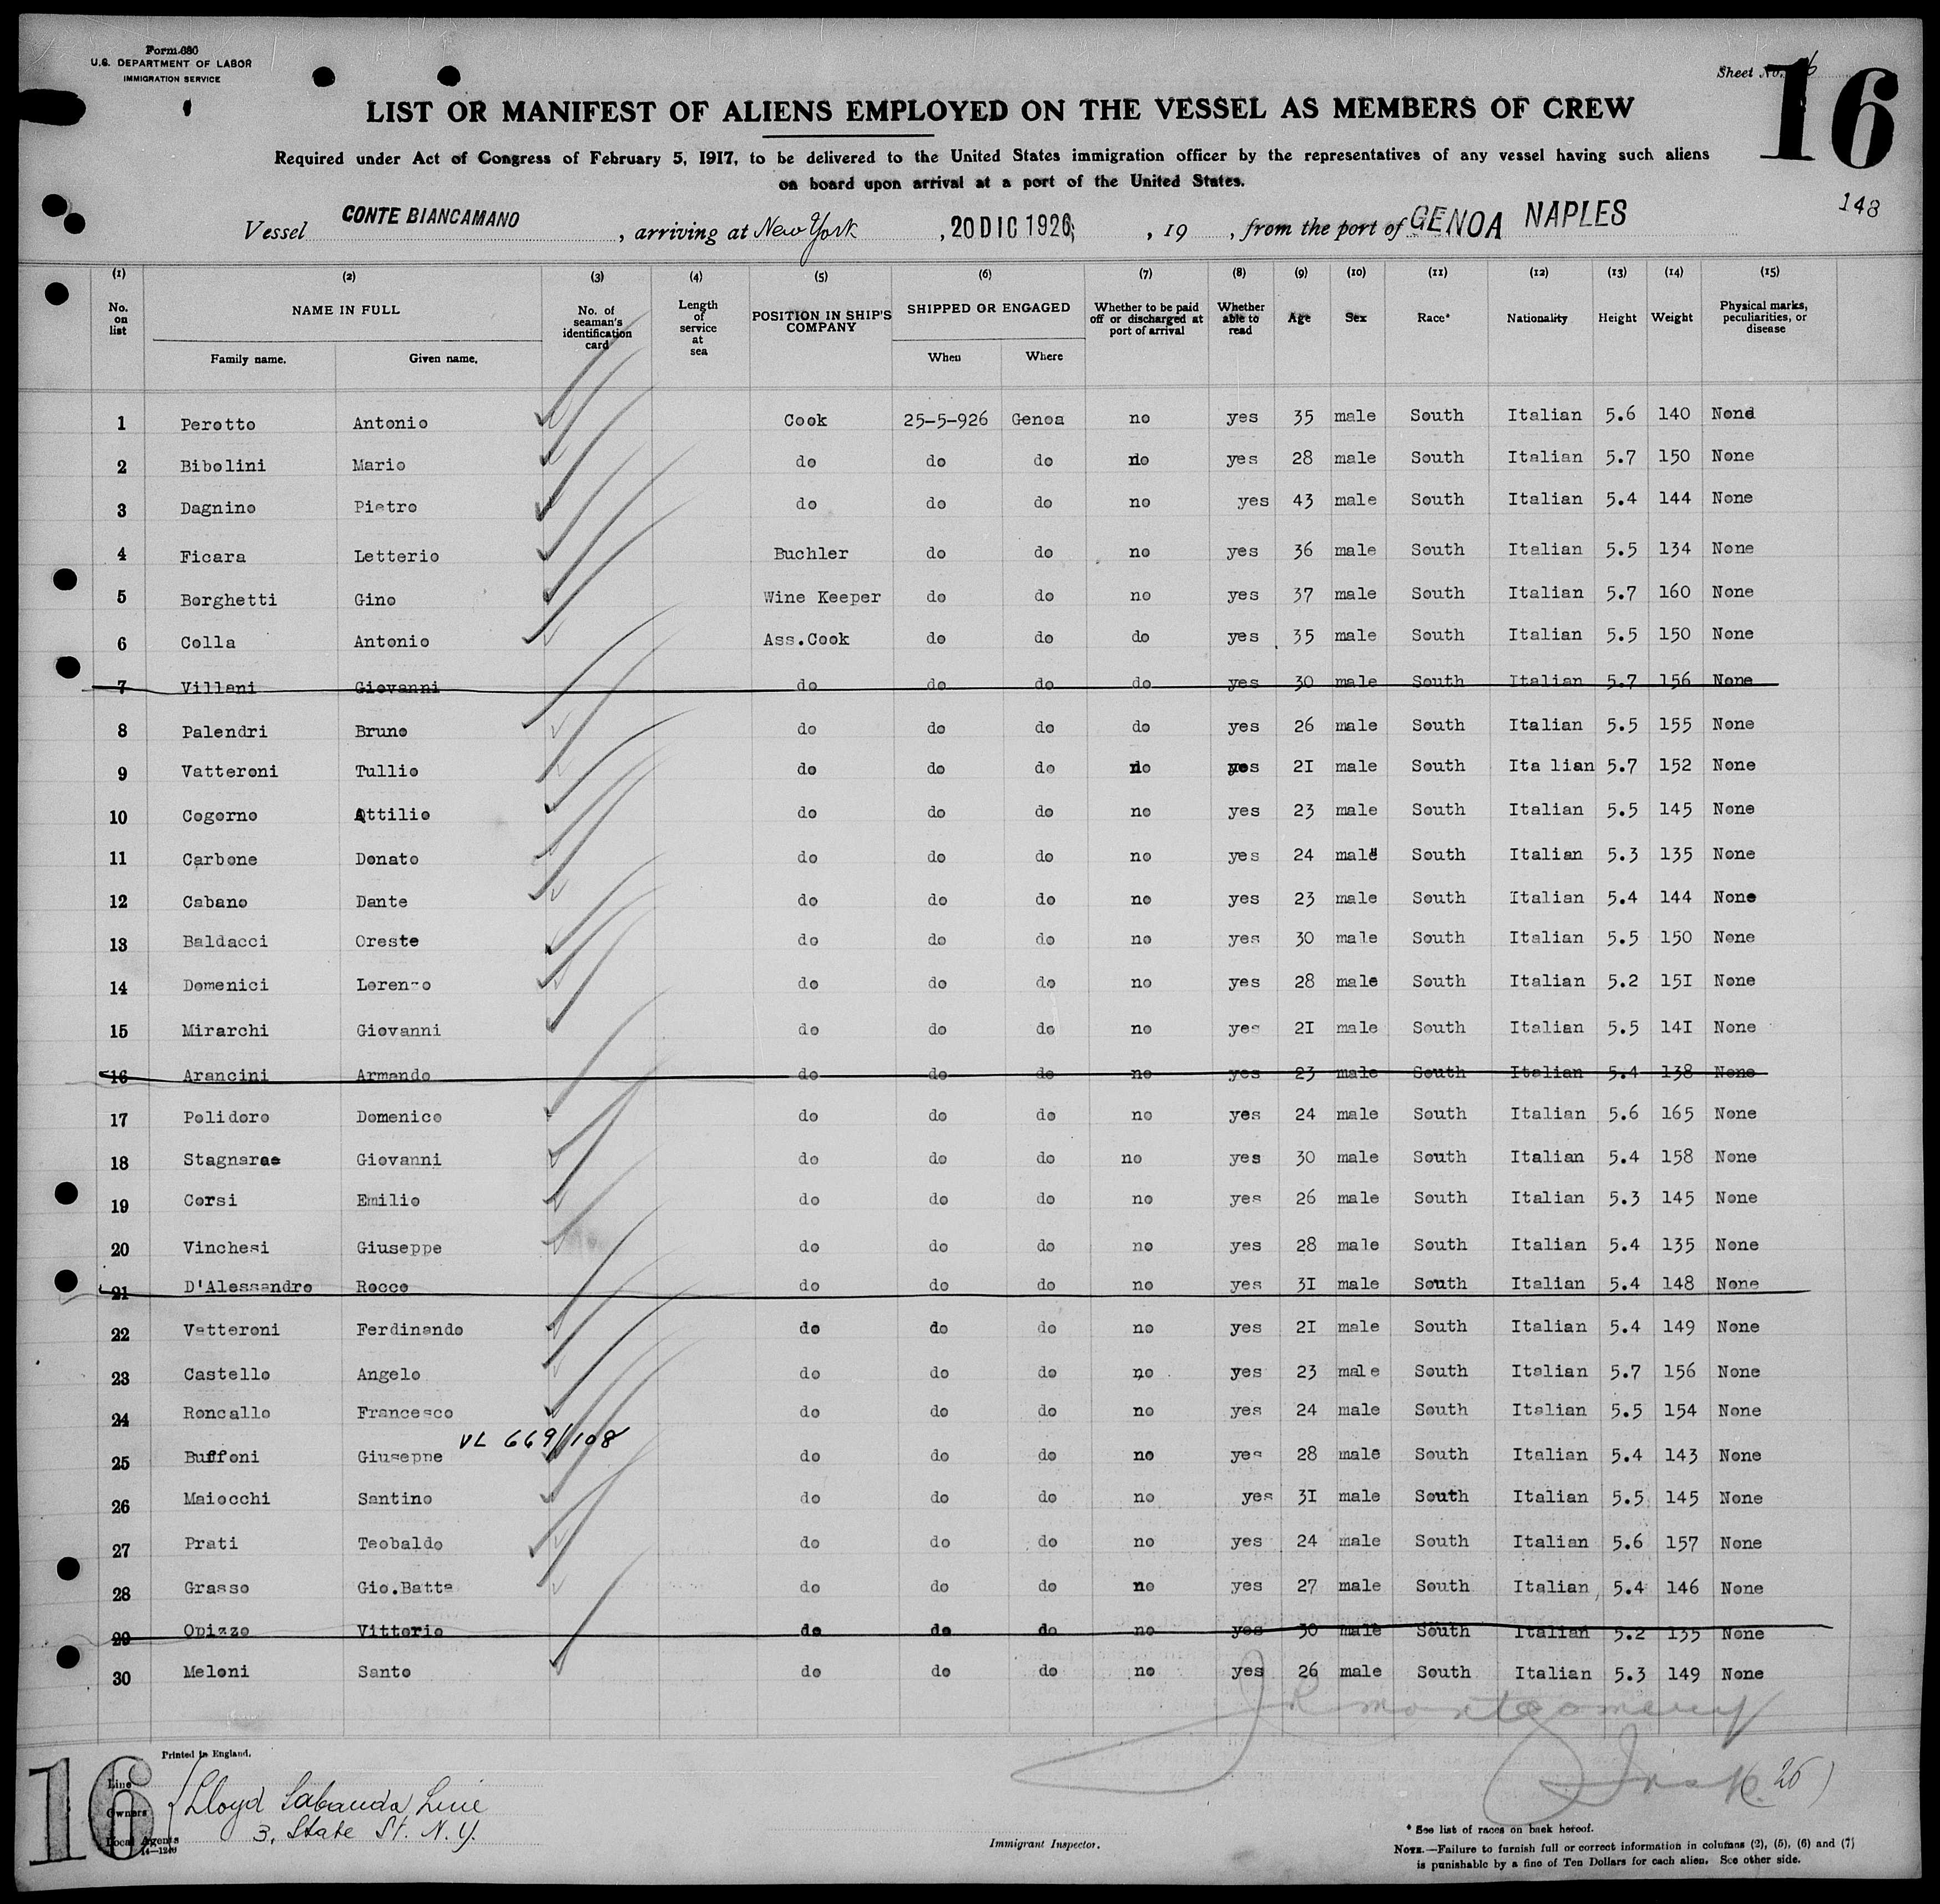 Form 686
U.S. DEPARTMENT OF LABOR
IMMIGRATION SERVICE
Sheet No. 16
16
LIST OR MANIFEST OF ALIENS EMPLOYED ON THE VESSEL AS MEMBERS OF CREW
Required under Act of Congress of February 5, 1917, to be delivered to the United States immigration officer by the representatives of any vessel having such aliens
on board upon arrival at a port of the United States.
148
Vessel CONTE BIANCAMANO, arriving at New York, 20 DIC 1926, 19 , from the port of GENOA NAPLES
(1) (2) (3) (4) (5) (6) (7) (8) (9) (10) (11) (12) (13) (14) (15)
No. on list NAME IN FULL Family name. Given name. No. of seaman's identification card Length of service at sea POSITION IN SHIP'S COMPANY SHIPPED OR ENGAGED When Where Whether to be paid off or discharged at port of arrival Whether able to read Age Sex Race* Nationality Height Weight Physical marks, peculiarities, or disease
1 Perotto Antonio Cook 25-5-926 Genoa no yes 35 male South Italian 5.6 140 None
2 Bibolini Mario do do do no yes 28 male South Italian 5.7 150 None
3 Dagnino Pietro do do do no yes 43 male South Italian 5.4 144 None
4 Ficara Letterio Buchler do do no yes 36 male South Italian 5.5 134 None
5 Borghetti Gino Wine Keeper do do no yes 37 male South Italian 5.7 160 None
6 Colla Antonio Ass.Cook do do do yes 35 male South Italian 5.5 150 None
7 Villani Giovanni do do do do yes 30 male South Italian 5.7 156 None
8 Palendri Bruno do do do do yes 26 male South Italian 5.5 155 None
9 Vatteroni Tullio do do do no yes 2I male South Ita lian 5.7 152 None
10 Cogorno Attilio do do do no yes 23 male South Italian 5.5 145 None
11 Carbone Donato do do do no yes 24 male South Italian 5.3 135 None
12 Cabano Dante do do do no yes 23 male South Italian 5.4 144 None
13 Baldacci Oreste do do do no yes 30 male South Italian 5.5 150 None
14 Domenici Lorenzo do do do no yes 28 male South Italian 5.2 15I None
15 Mirarchi Giovanni do do do no yes 2I male South Italian 5.5 14I None
16 Arancini Armando do do do no yes 23 male South Italian 5.4 138 None
17 Polidoro Domenico do do do no yes 24 male South Italian 5.6 165 None
18 Stagnarae Giovanni do do do no yes 30 male South Italian 5.4 158 None
19 Corsi Emilio do do do no yes 26 male South Italian 5.3 145 None
20 Vinchesi Giuseppe do do do no yes 28 male South Italian 5.4 135 None
21 D'Alessandro Rocco do do do no yes 3I male South Italian 5.4 148 None
22 Vatteroni Ferdinando do do do no yes 2I male South Italian 5.4 149 None
23 Castello Angelo do do do no yes 23 male South Italian 5.7 156 None
24 Roncallo Francesco do do do no yes 24 male South Italian 5.5 154 None
VL 669/108
25 Buffoni Giuseppe do do do no yes 28 male South Italian 5.4 143 None
26 Maiocchi Santino do do do no yes 3I male South Italian 5.5 145 None
27 Prati Teobaldo do do do no yes 24 male South Italian 5.6 157 None
28 Grasso Gio.Batta do do do no yes 27 male South Italian 5.4 146 None
29 Opizzo Vittorio do do do no yes 30 male South Italian 5.2 135 None
30 Meloni Santo do do do no yes 26 male South Italian 5.3 149 None
Montgomery
Printed in England.
16
Line
Owners
Local Agents
14-1240
Lloyd Sabauda Line
3, State St. N.Y.
Immigrant Inspector.
* See list of races on back hereof.
NOTE.—Failure to furnish full or correct information in columns (2), (5), (6) and (7)
is punishable by a fine of Ten Dollars for each alien. See other side.